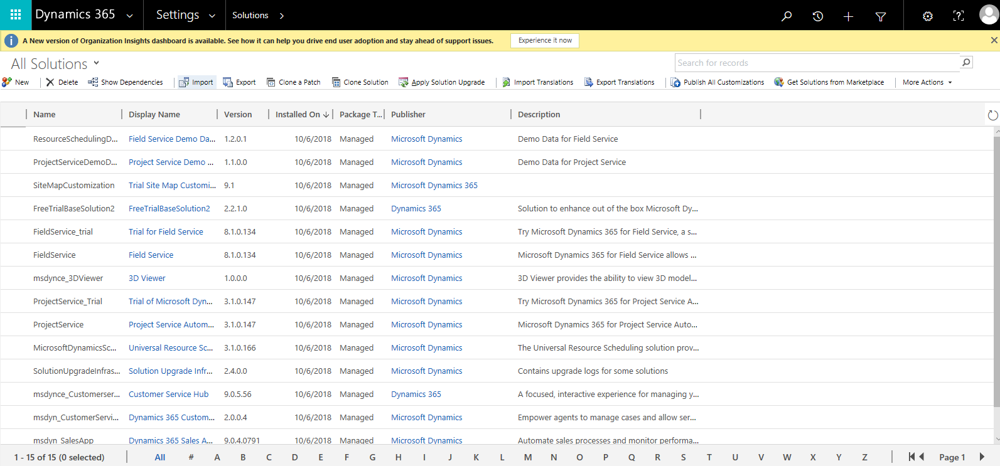 Dynamics 365 Settings Solutions
A New version of Organization Insights dashboard is available. See how it can help you drive end user adoption and stay ahead of support issues. Experience it now
All Solutions
Search for records
New Delete Show Dependencies Import Export Clone a Patch Clone Solution Apply Solution Upgrade Import Translations Export Translations Publish All Customizations Get Solutions from Marketplace More Actions
Name Display Name Version Installed On Package T... Publisher Description
ResourceSchedulingD... Field Service Demo Da... 1.2.0.1 10/6/2018 Managed Microsoft Dynamics Demo Data for Field Service
ProjectServiceDemoD... Project Service Demo ... 1.1.0.0 10/6/2018 Managed Microsoft Dynamics Demo Data for Project Service
SiteMapCustomization Trial Site Map Customi... 9.1 10/6/2018 Managed Microsoft Dynamics 365
FreeTrialBaseSolution2 FreeTrialBaseSolution2 2.2.1.0 10/6/2018 Managed Dynamics 365 Solution to enhance out of the box Microsoft Dy...
FieldService_trial Trial for Field Service 8.1.0.134 10/6/2018 Managed Microsoft Dynamics Try Microsoft Dynamics 365 for Field Service, a s...
FieldService Field Service 8.1.0.134 10/6/2018 Managed Microsoft Dynamics Microsoft Dynamics 365 for Field Service allows ...
msdynce_3DViewer 3D Viewer 1.0.0.0 10/6/2018 Managed Microsoft Dynamics 3D Viewer provides the ability to view 3D model...
ProjectService_Trial Trial of Microsoft Dyn... 3.1.0.147 10/6/2018 Managed Microsoft Dynamics Try Microsoft Dynamics 365 for Project Service A...
ProjectService Project Service Autom... 3.1.0.147 10/6/2018 Managed Microsoft Dynamics Microsoft Dynamics 365 for Project Service Auto...
MicrosoftDynamicsSc... Universal Resource Sc... 3.1.0.166 10/6/2018 Managed Microsoft Dynamics The Universal Resource Scheduling solution prov...
SolutionUpgradeInfras... Solution Upgrade Infr... 2.4.0.0 10/6/2018 Managed Microsoft Dynamics Contains upgrade logs for some solutions
msdynce_Customerser... Customer Service Hub 9.0.5.56 10/6/2018 Managed Dynamics 365 A focused, interactive experience for managing y...
msdyn_CustomerServi... Dynamics 365 Custom... 2.0.0.4 10/6/2018 Managed Microsoft Dynamics Empower agents to manage cases and allow ser...
msdyn_SalesApp Dynamics 365 Sales A... 9.0.4.0791 10/6/2018 Managed Microsoft Dynamics Automate sales processes and monitor performa...
1 - 15 of 15 (0 selected) All # A B C D E F G H I J K L M N O P Q R S T U V W X Y Z Page 1